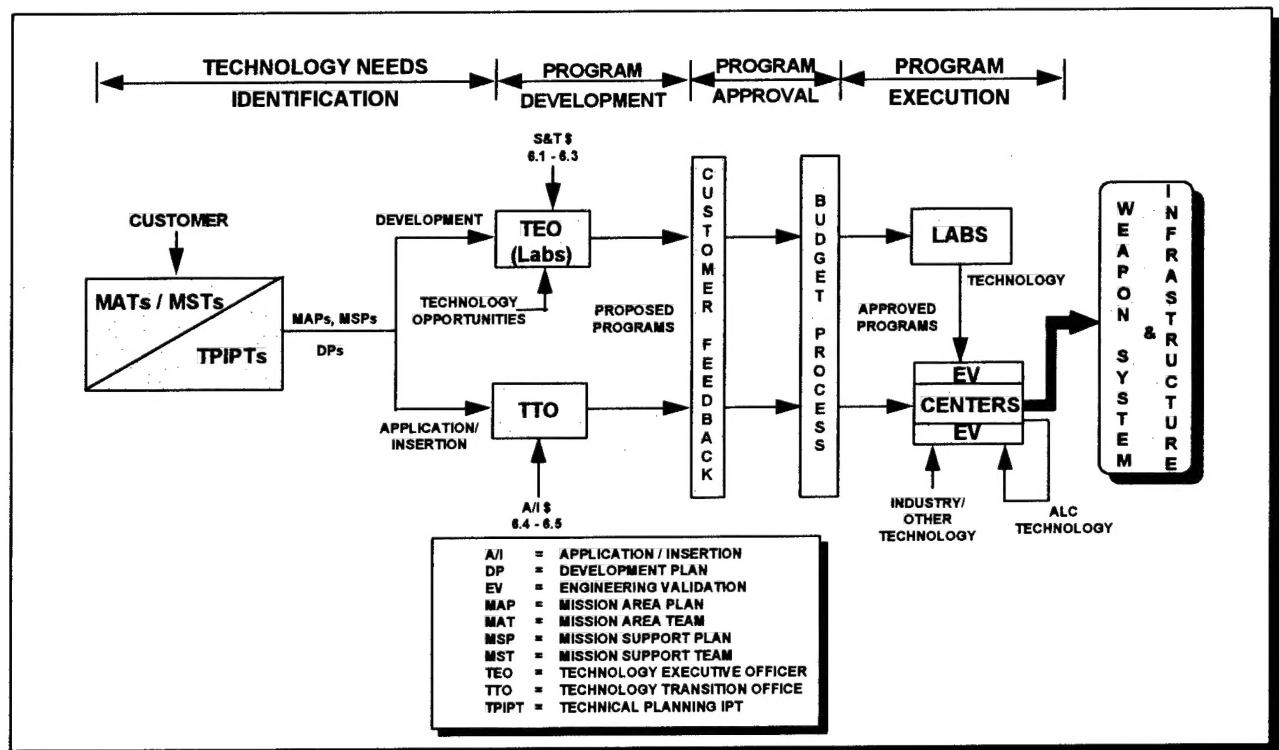 TECHNOLOGY NEEDS
IDENTIFICATION
PROGRAM
DEVELOPMENT
PROGRAM
APPROVAL
PROGRAM
EXECUTION
S&T $
6.1 - 6.3
CUSTOMER
MATs / MSTs
TPIPTs
MAPs, MSPs
DPs
DEVELOPMENT
TEO
(Labs)
TECHNOLOGY
OPPORTUNITIES
APPLICATION/
INSERTION
TTO
A/I $
6.4 - 6.5
PROPOSED
PROGRAMS
CUSTOMER FEEDBACK
BUDGET PROCESS
APPROVED
PROGRAMS
LABS
TECHNOLOGY
EV
CENTERS
EV
INDUSTRY/
OTHER
TECHNOLOGY
ALC
TECHNOLOGY
WEAPON SYSTEM
&
INFRASTRUCTURE
A/I = APPLICATION / INSERTION
DP = DEVELOPMENT PLAN
EV = ENGINEERING VALIDATION
MAP = MISSION AREA PLAN
MAT = MISSION AREA TEAM
MSP = MISSION SUPPORT PLAN
MST = MISSION SUPPORT TEAM
TEO = TECHNOLOGY EXECUTIVE OFFICER
TTO = TECHNOLOGY TRANSITION OFFICE
TPIPT = TECHNICAL PLANNING IPT